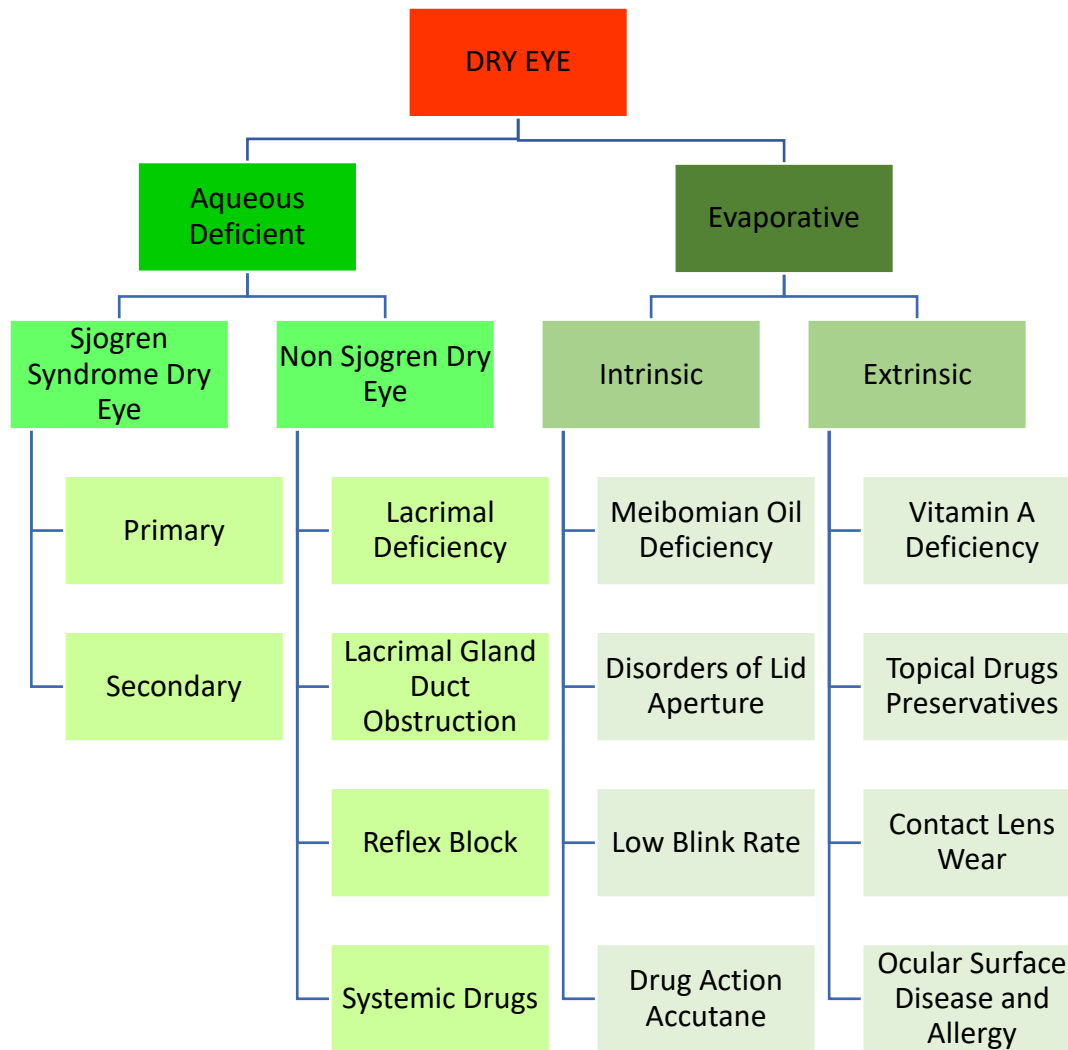 DRY EYE
Aqueous
Deficient
Evaporative
Sjogren
Syndrome Dry
Eye
Non Sjogren Dry
Eye
Intrinsic
Extrinsic
Primary
Secondary
Lacrimal
Deficiency
Lacrimal Gland
Duct
Obstruction
Reflex Block
Systemic Drugs
Meibomian Oil
Deficiency
Disorders of Lid
Aperture
Low Blink Rate
Drug Action
Accutane
Vitamin A
Deficiency
Topical Drugs
Preservatives
Contact Lens
Wear
Ocular Surface
Disease and
Allergy